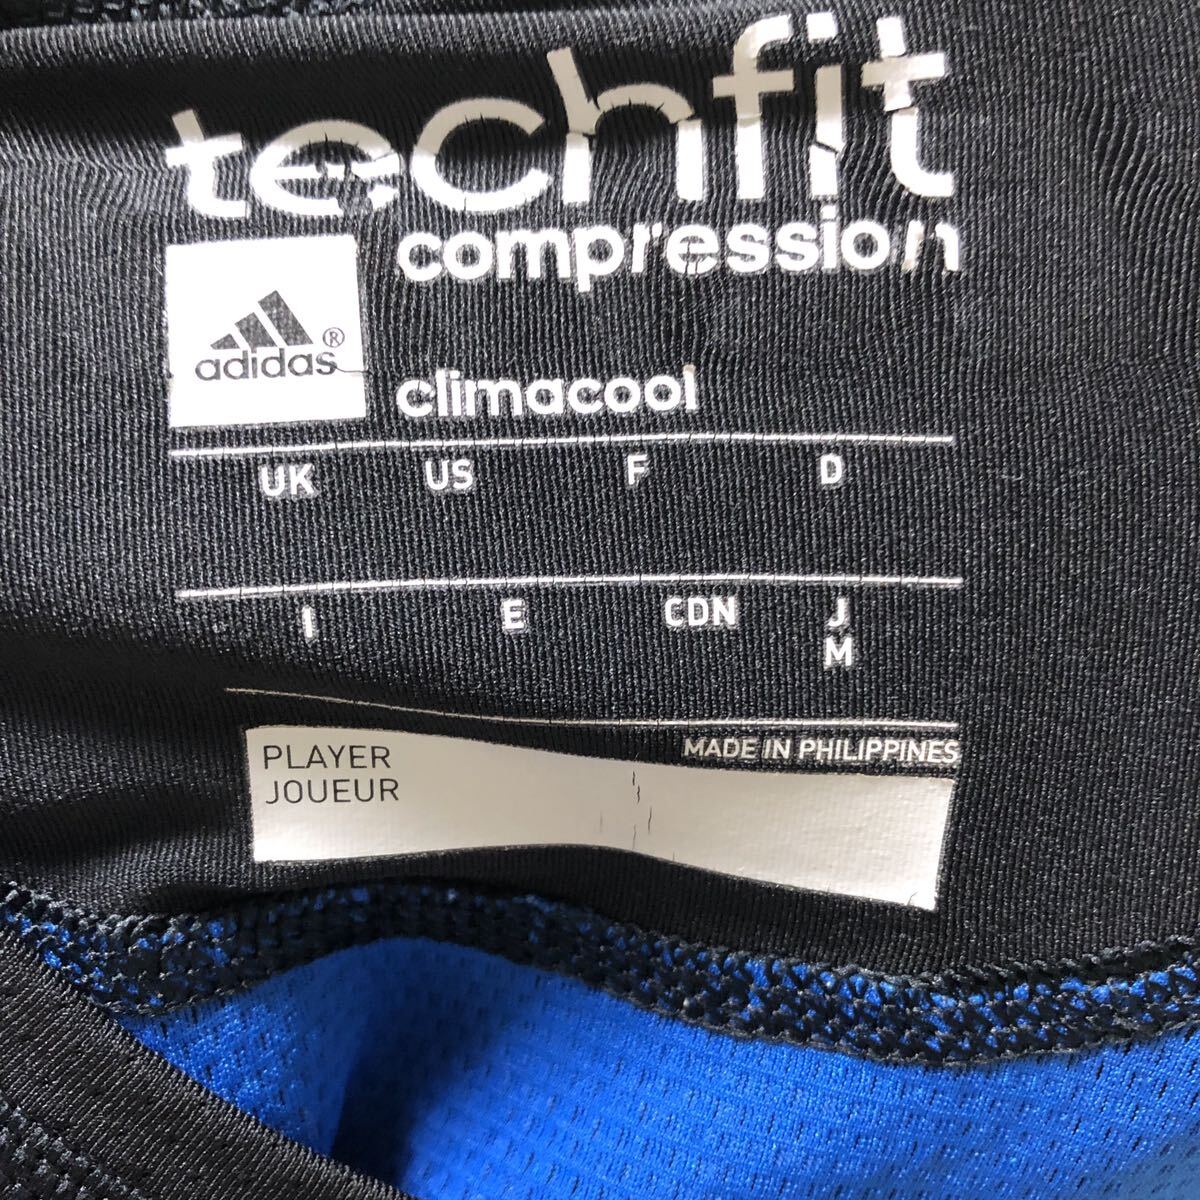 techfit
compression
adidas®
climacool
UK US F D
I E CDN J
M
MADE IN PHILIPPINES
PLAYER
JOUEUR